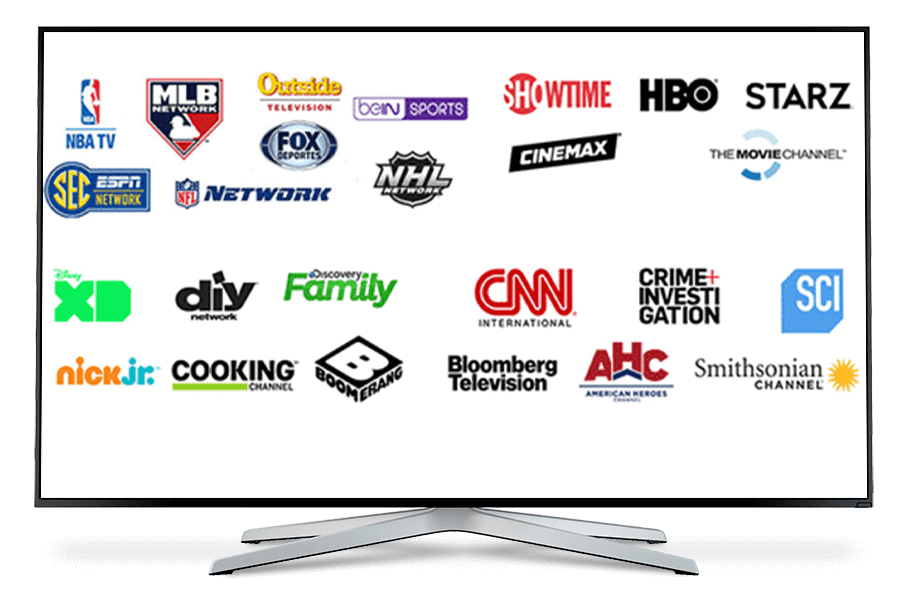 NBA
NBA TV
MLB
NETWORK
Outside
TELEVISION
FOX
DEPORTES
beIN SPORTS
SEC ESPN
NETWORK
NFL NETWORK
NHL
NETWORK
SHOWTIME
HBO
STARZ
CINEMAX
THE MOVIE CHANNEL
Disney
XD
diy
network
Discovery
Family
nick jr.
COOKING
CHANNEL
BOOMERANG
CNN
INTERNATIONAL
CRIME+
INVESTI
GATION
SCI
Bloomberg
Television
AHC
AMERICAN HEROES
CHANNEL
Smithsonian
CHANNEL